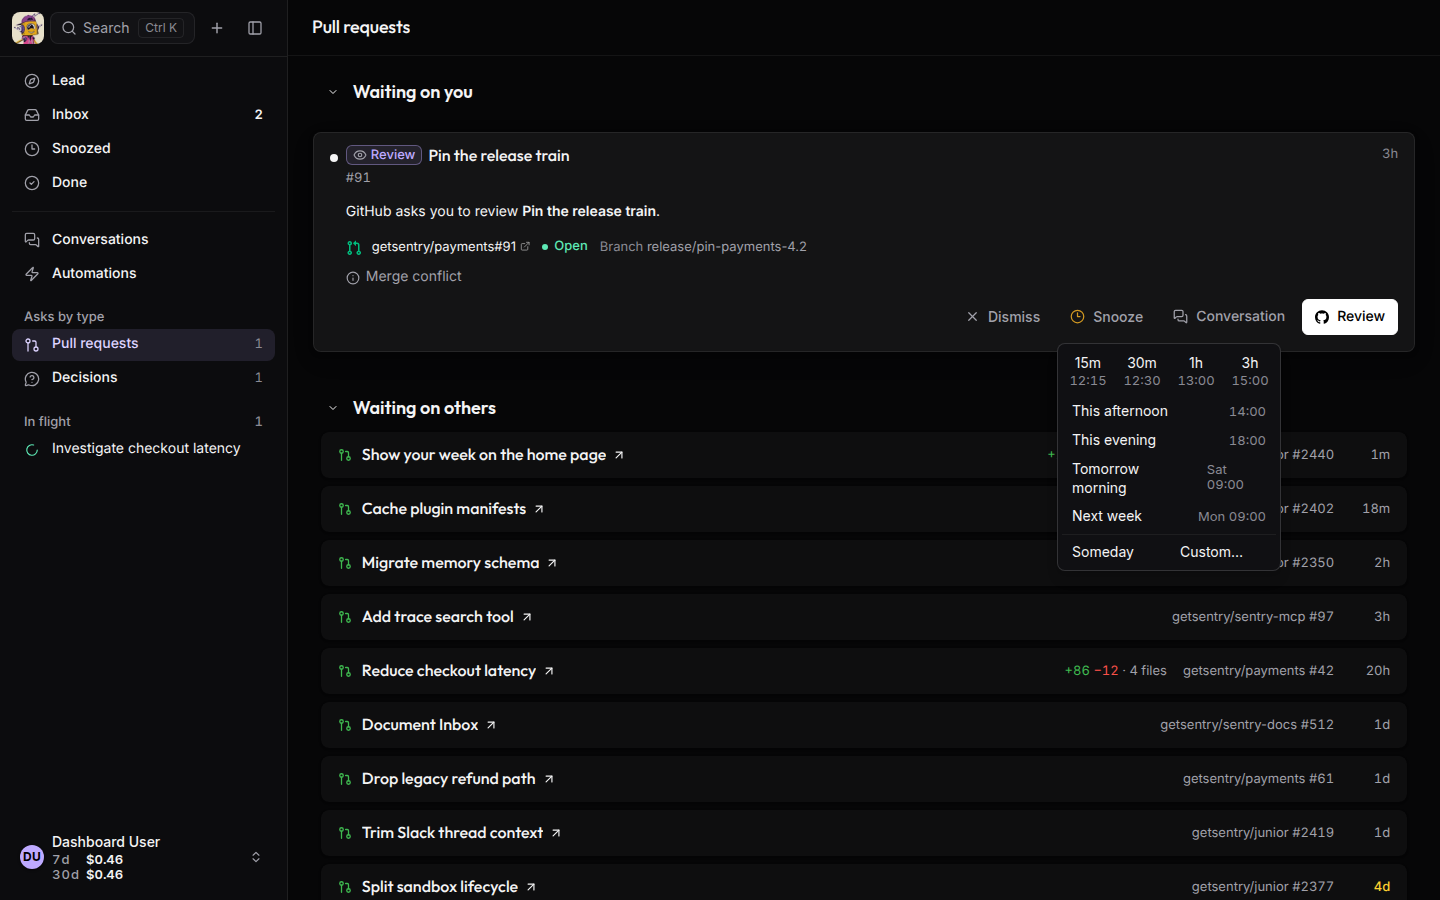 Search Ctrl K
Lead
Inbox 2
Snoozed
Done
Conversations
Automations
Asks by type
Pull requests 1
Decisions 1
In flight 1
Investigate checkout latency
DU
Dashboard User
7d $0.46
30d $0.46
Pull requests
Waiting on you
Review Pin the release train 3h
#91
GitHub asks you to review Pin the release train.
getsentry/payments#91 Open Branch release/pin-payments-4.2
Merge conflict
Dismiss Snooze Conversation Review
15m 30m 1h 3h
12:15 12:30 13:00 15:00
This afternoon 14:00
This evening 18:00
Tomorrow morning Sat 09:00
Next week Mon 09:00
Someday Custom...
Waiting on others
Show your week on the home page + #2440 1m
Cache plugin manifests #2402 18m
Migrate memory schema #2350 2h
Add trace search tool getsentry/sentry-mcp #97 3h
Reduce checkout latency +86 −12 · 4 files getsentry/payments #42 20h
Document Inbox getsentry/sentry-docs #512 1d
Drop legacy refund path getsentry/payments #61 1d
Trim Slack thread context getsentry/junior #2419 1d
Split sandbox lifecycle getsentry/junior #2377 4d